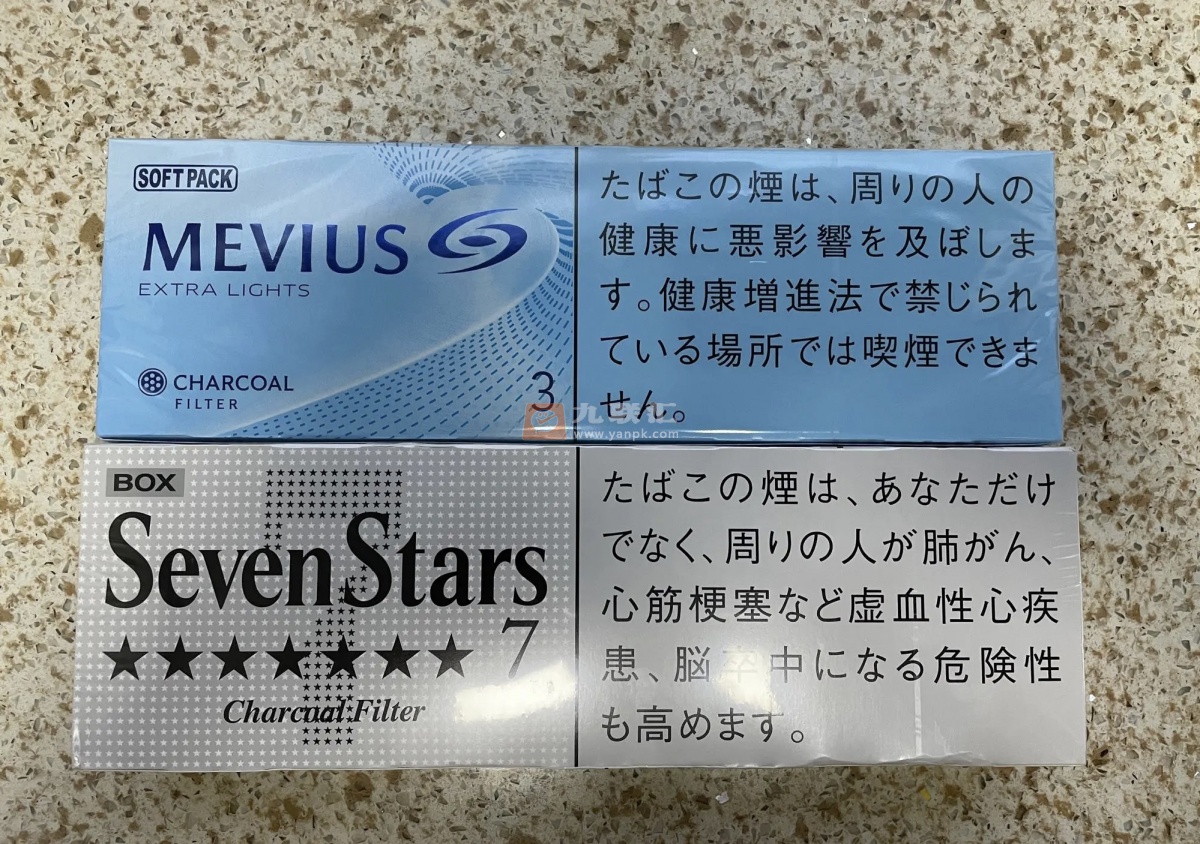 SOFT PACK
MEVIUS
EXTRA LIGHTS
CHARCOAL
FILTER
3
たばこの煙は、周りの人の
健康に悪影響を及ぼしま
す。健康増進法で禁じられ
ている場所では喫煙できま
せん。
九联汇
www.yanpk.com
BOX
SevenStars
7
Charcoal Filter
たばこの煙は、あなただけ
でなく、周りの人が肺がん、
心筋梗塞など虚血性心疾
患、脳卒中になる危険性
も高めます。